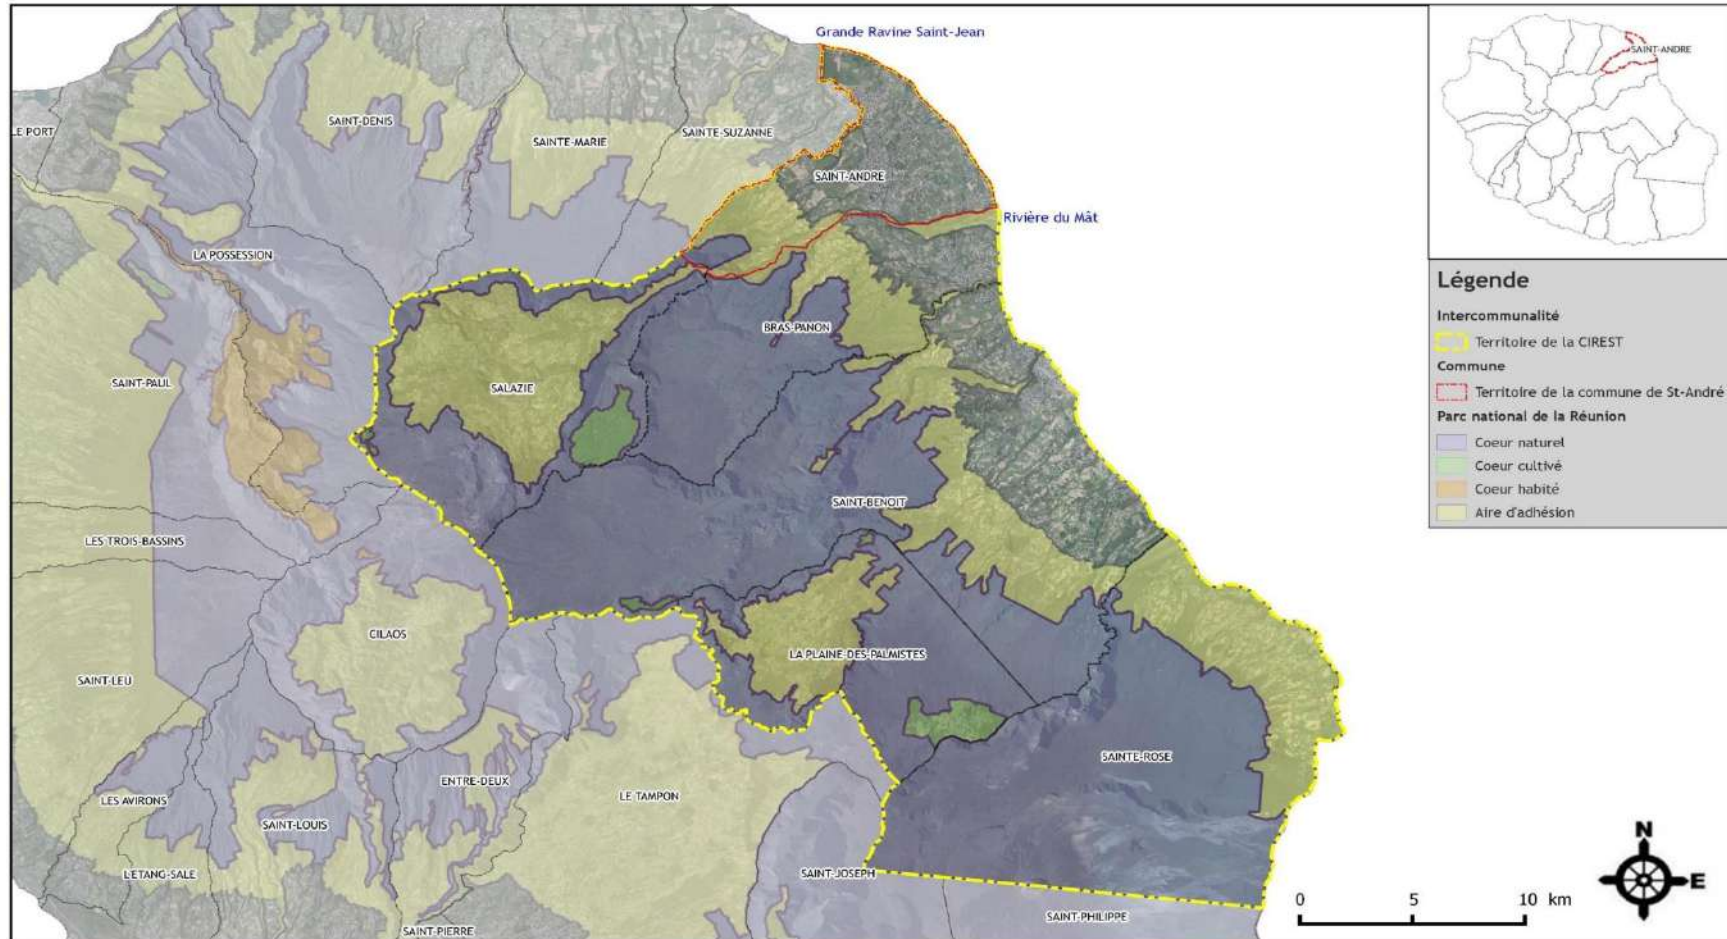 Grande Ravine Saint-Jean
SAINT-ANDRE
LE PORT
SAINT-DENIS
SAINTE-MARIE
SAINTE-SUZANNE
SAINT-ANDRE
Rivière du Mât
LA POSSESSION
BRAS-PANON
SAINT-PAUL
SALAZIE
SAINT-BENOIT
LES TROIS-BASSINS
CILAOS
LA PLAINE-DES-PALMISTES
SAINT-LEU
SAINTE-ROSE
ENTRE-DEUX
LE TAMPON
LES AVIRONS
SAINT-LOUIS
L'ETANG-SALE
SAINT-JOSEPH
SAINT-PHILIPPE
SAINT-PIERRE
Légende
Intercommunalité
Territoire de la CIREST
Commune
Territoire de la commune de St-André
Parc national de la Réunion
Coeur naturel
Coeur cultivé
Coeur habité
Aire d'adhésion
N
E
0 5 10 km